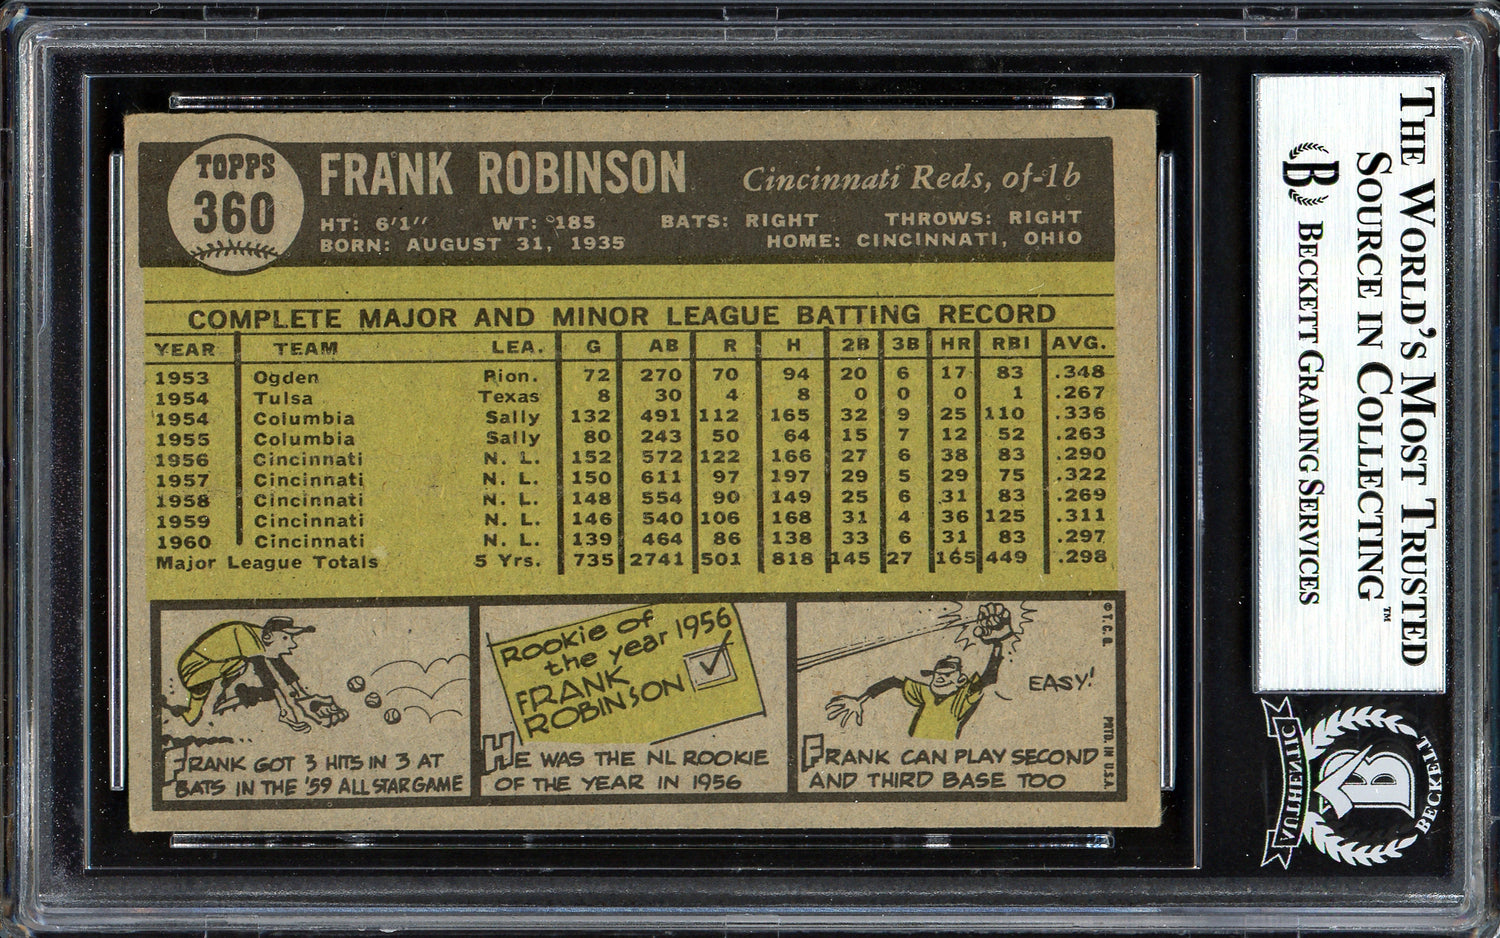 TOPPS
360
FRANK ROBINSON
Cincinnati Reds, of-1b
HT: 6'1" WT: 185 BATS: RIGHT THROWS: RIGHT
BORN: AUGUST 31, 1935 HOME: CINCINNATI, OHIO
COMPLETE MAJOR AND MINOR LEAGUE BATTING RECORD
YEAR TEAM LEA. G AB R H 2B 3B HR RBI AVG.
1953 Ogden Pion. 72 270 70 94 20 6 17 83 .348
1954 Tulsa Texas 8 30 4 8 0 0 0 1 .267
1954 Columbia Sally 132 491 112 165 32 9 25 110 .336
1955 Columbia Sally 80 243 50 64 15 7 12 52 .263
1956 Cincinnati N. L. 152 572 122 166 27 6 38 83 .290
1957 Cincinnati N. L. 150 611 97 197 29 5 29 75 .322
1958 Cincinnati N. L. 148 554 90 149 25 6 31 83 .269
1959 Cincinnati N. L. 146 540 106 168 31 4 36 125 .311
1960 Cincinnati N. L. 139 464 86 138 33 6 31 83 .297
Major League Totals 5 Yrs. 735 2741 501 818 145 27 165 449 .298
FRANK GOT 3 HITS IN 3 AT
BATS IN THE '59 ALL STAR GAME
ROOKIE OF
the year 1956
FRANK
ROBINSON
HE WAS THE NL ROOKIE
OF THE YEAR IN 1956
EASY!
FRANK CAN PLAY SECOND
AND THIRD BASE TOO
© T.C.G.
PRTD. IN U.S.A.
THE WORLD'S MOST TRUSTED
SOURCE IN COLLECTING™
B BECKETT GRADING SERVICES
BECKETT
B
AUTHENTIC